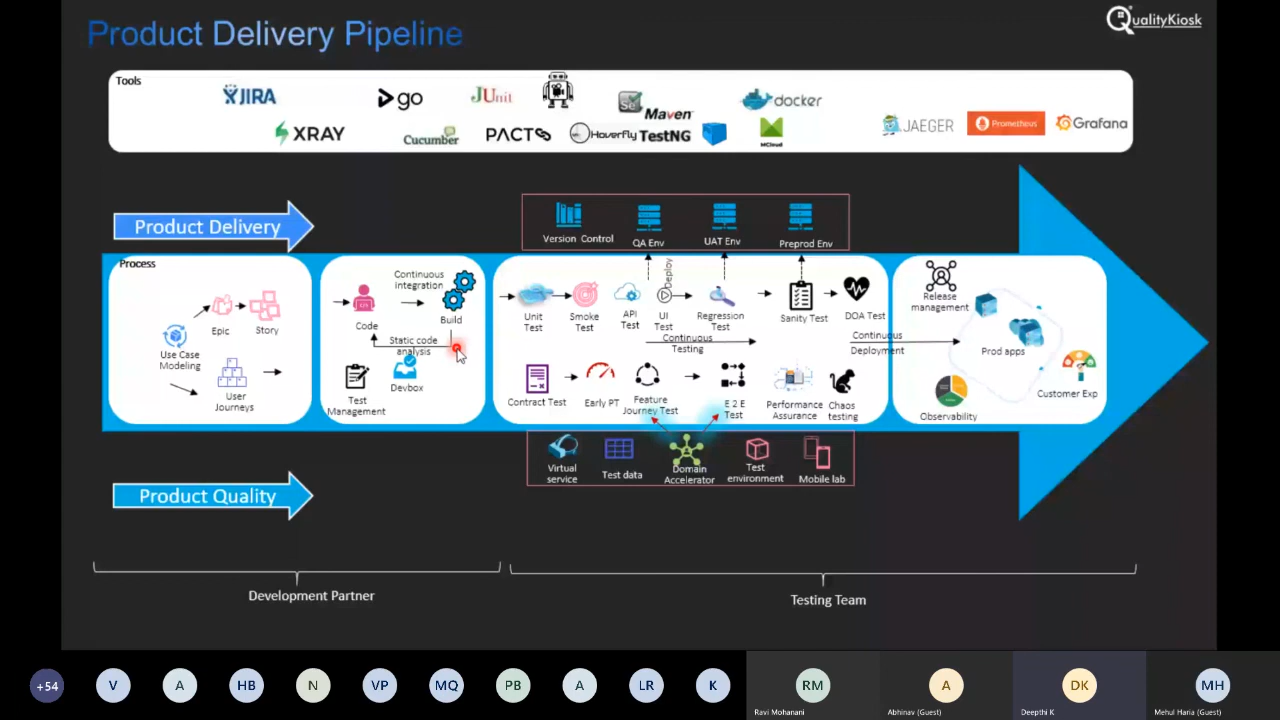 Product Delivery Pipeline
QualityKiosk
Tools
JIRA
go
JUnit
Se
Maven
docker
JAEGER
Prometheus
Grafana
XRAY
Cucumber
PACT
Hoverfly
TestNG
MCloud
Product Delivery
Version Control
QA Env
UAT Env
Preprod Env
Process
Epic
Story
Use Case
Modeling
User
Journeys
Continuous
Integration
Code
Build
Static code
analysis
Devbox
Test
Management
Deploy
Unit
Test
Smoke
Test
API
Test
UI
Test
Regression
Test
Sanity Test
DOA Test
Continuous
Testing
Contract Test
Early PT
Feature
Journey Test
E 2 E
Test
Performance
Assurance
Chaos
testing
Continuous
Deployment
Release
management
Prod apps
Customer Exp
Observability
Virtual
service
Test data
Domain
Accelerator
Test
environment
Mobile lab
Product Quality
Development Partner
Testing Team
+54
V
A
HB
N
VP
MQ
PB
A
LR
K
RM
Ravi Mohanani
A
Abhinav (Guest)
DK
Deepthi K
MH
Mehul Haria (Guest)